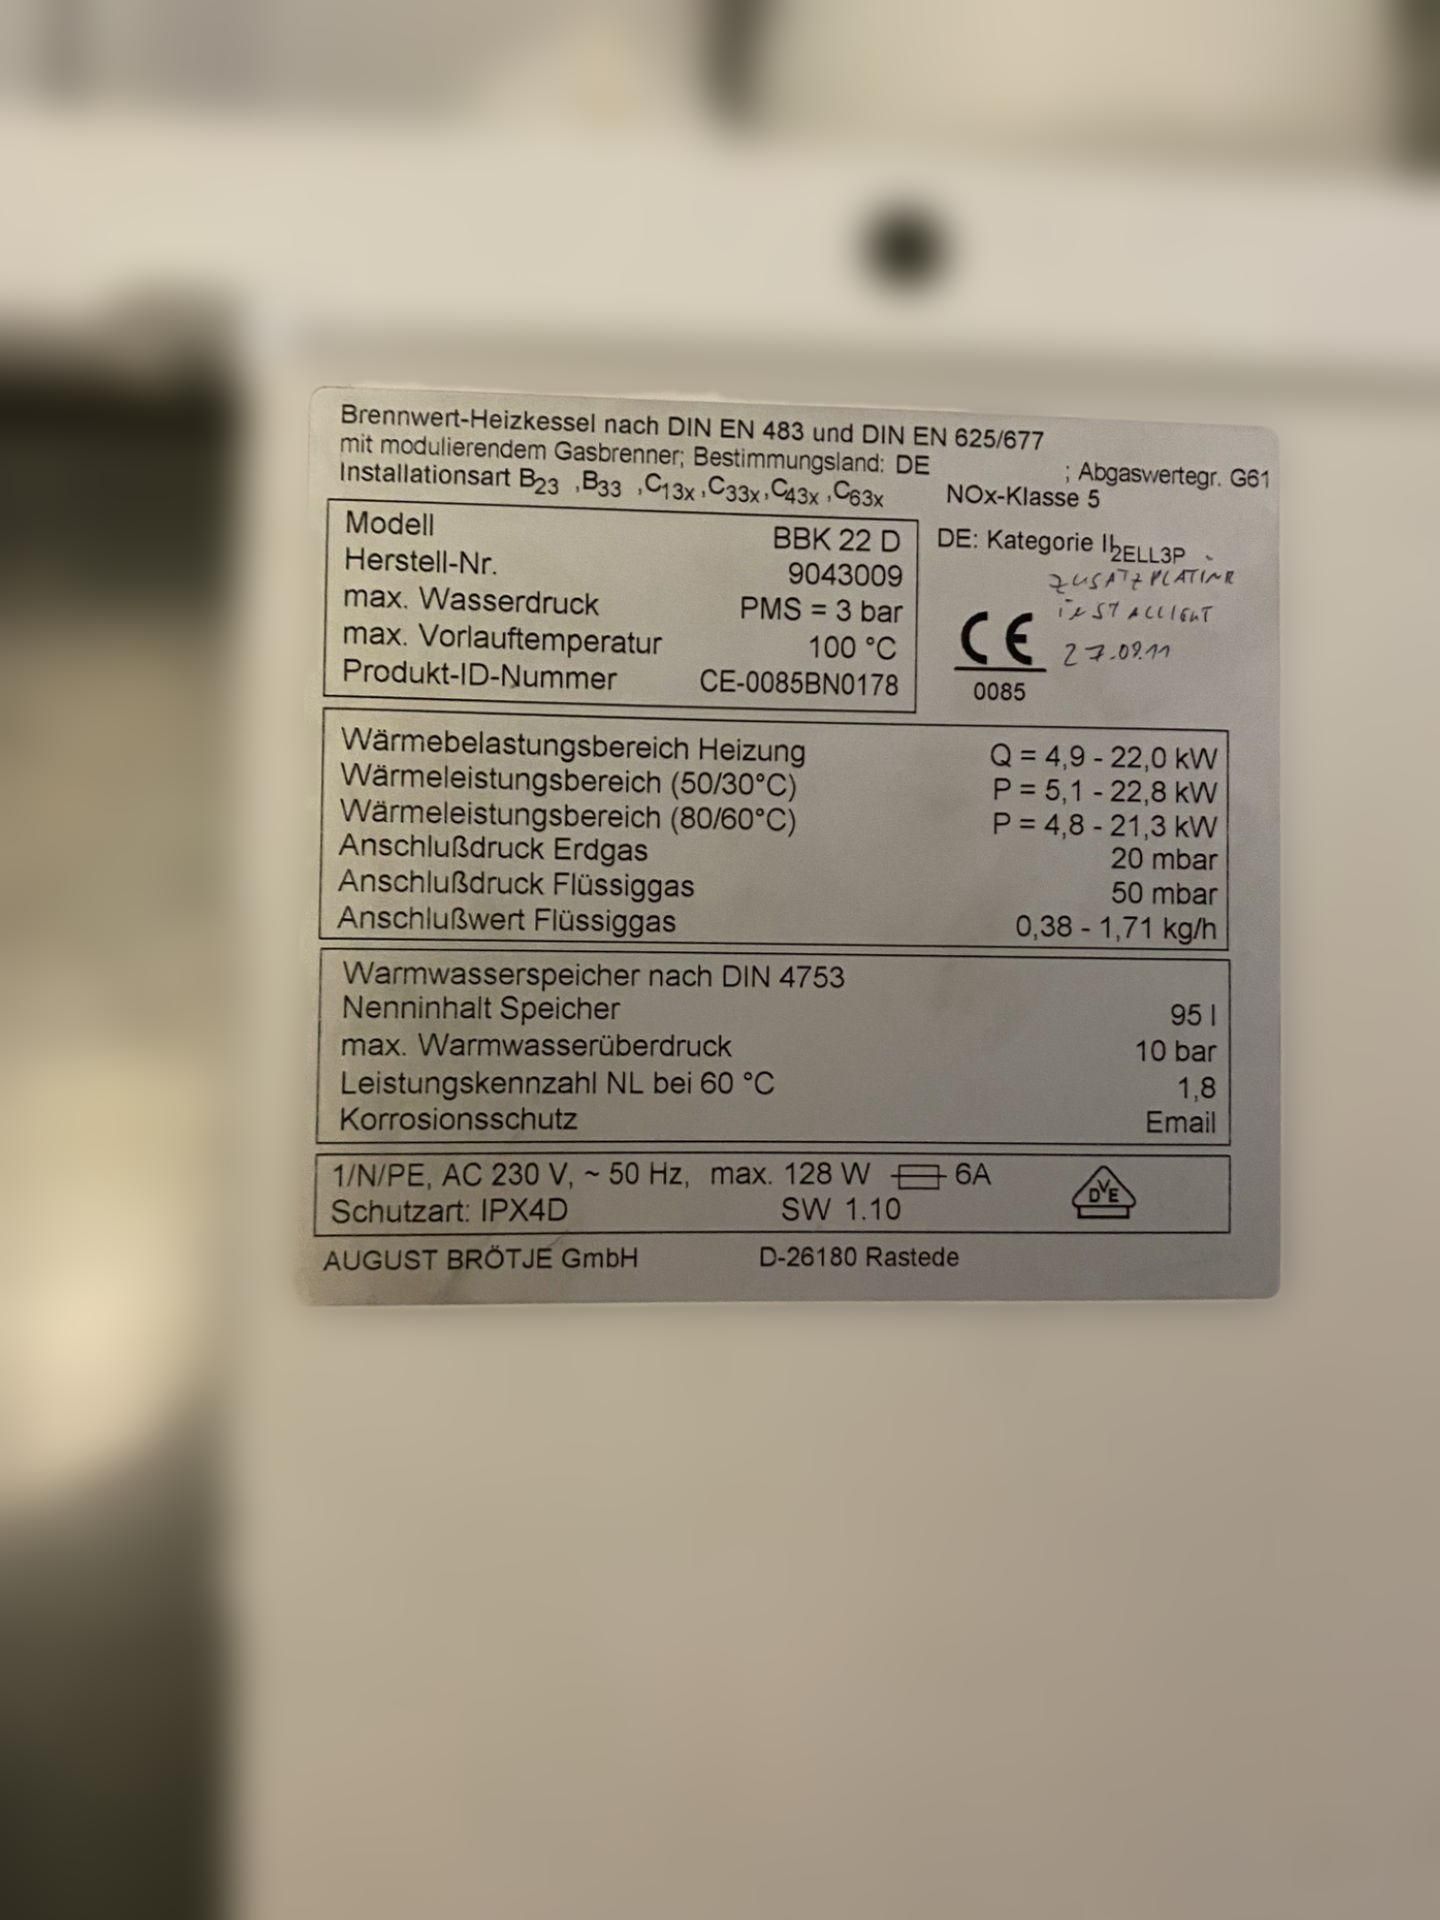 Brennwert-Heizkessel nach DIN EN 483 und DIN EN 625/677
mit modulierendem Gasbrenner; Bestimmungsland: DE ; Abgaswertegr. G61
Installationsart B23 ,B33 ,C13x ,C33x ,C43x ,C63x NOx-Klasse 5
Modell BBK 22 D
Herstell-Nr. 9043009
max. Wasserdruck PMS = 3 bar
max. Vorlauftemperatur 100 °C
Produkt-ID-Nummer CE-0085BN0178
DE: Kategorie II2ELL3P
ZUSATZPLATINE
INSTALLIERT
27.09.11
CE
0085
Wärmebelastungsbereich Heizung Q = 4,9 - 22,0 kW
Wärmeleistungsbereich (50/30°C) P = 5,1 - 22,8 kW
Wärmeleistungsbereich (80/60°C) P = 4,8 - 21,3 kW
Anschlußdruck Erdgas 20 mbar
Anschlußdruck Flüssiggas 50 mbar
Anschlußwert Flüssiggas 0,38 - 1,71 kg/h
Warmwasserspeicher nach DIN 4753
Nenninhalt Speicher 95 l
max. Warmwasserüberdruck 10 bar
Leistungskennzahl NL bei 60 °C 1,8
Korrosionsschutz Email
1/N/PE, AC 230 V, ~ 50 Hz, max. 128 W 6A
Schutzart: IPX4D SW 1.10
DVE
AUGUST BRÖTJE GmbH D-26180 Rastede